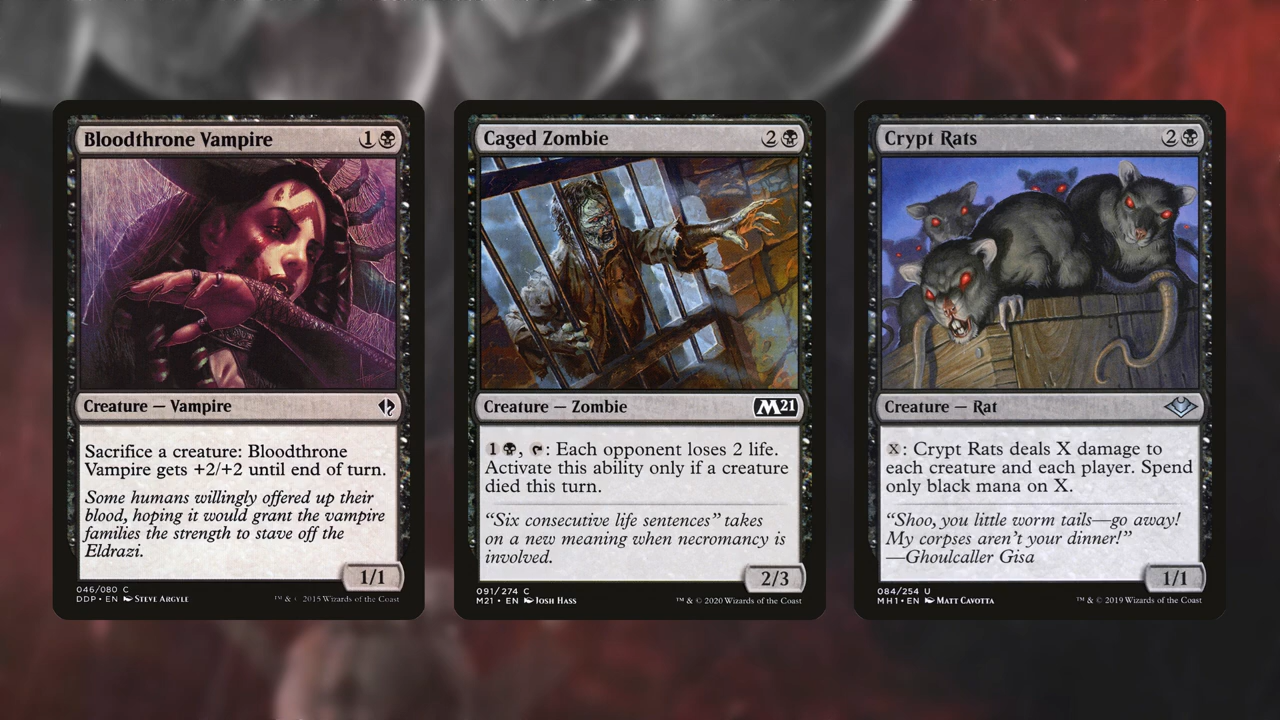 Bloodthrone Vampire 1
Creature — Vampire
Sacrifice a creature: Bloodthrone
Vampire gets +2/+2 until end of turn.
Some humans willingly offered up their
blood, hoping it would grant the vampire
families the strength to stave off the
Eldrazi.
1/1
046/080 C
DDP • EN Steve Argyle
™ & © 2015 Wizards of the Coast
Caged Zombie 2
Creature — Zombie M21
1, : Each opponent loses 2 life.
Activate this ability only if a creature
died this turn.
“Six consecutive life sentences” takes
on a new meaning when necromancy is
involved.
2/3
091/274 C
M21 • EN Josh Hass
™ & © 2020 Wizards of the Coast
Crypt Rats 2
Creature — Rat
X: Crypt Rats deals X damage to
each creature and each player. Spend
only black mana on X.
“Shoo, you little worm tails—go away!
My corpses aren’t your dinner!”
—Ghoulcaller Gisa
1/1
084/254 U
MH1 • EN Matt Cavotta
™ & © 2019 Wizards of the Coast